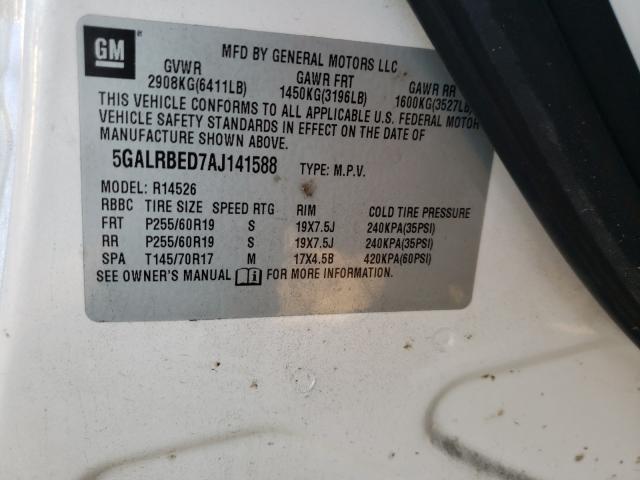 GM
MFD BY GENERAL MOTORS LLC
GVWR GAWR FRT GAWR RR
2908KG(6411LB) 1450KG(3196LB) 1600KG(3527LB)
THIS VEHICLE CONFORMS TO ALL APPLICABLE U.S. FEDERAL MOTOR
VEHICLE SAFETY STANDARDS IN EFFECT ON THE DATE OF
MANUFACTURE SHOWN ABOVE.
5GALRBED7AJ141588 TYPE: M.P.V.
MODEL: R14526
RBBC TIRE SIZE SPEED RTG RIM COLD TIRE PRESSURE
FRT P255/60R19 S 19X7.5J 240KPA(35PSI)
RR P255/60R19 S 19X7.5J 240KPA(35PSI)
SPA T145/70R17 M 17X4.5B 420KPA(60PSI)
SEE OWNER'S MANUAL FOR MORE INFORMATION.